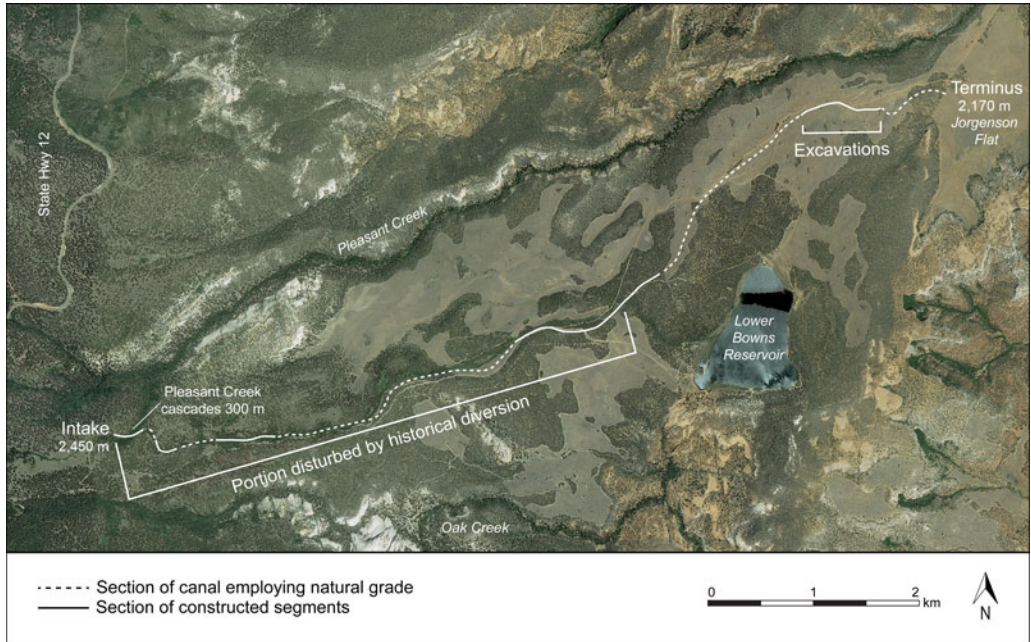 State Hwy 12
Pleasant Creek
Terminus
2,170 m
Jorgenson
Flat
Excavations
Lower
Bowns
Reservoir
Pleasant Creek
cascades 300 m
Intake
2,450 m
Portion disturbed by historical diversion
Oak Creek
Section of canal employing natural grade
Section of constructed segments
0 1 2
km
N